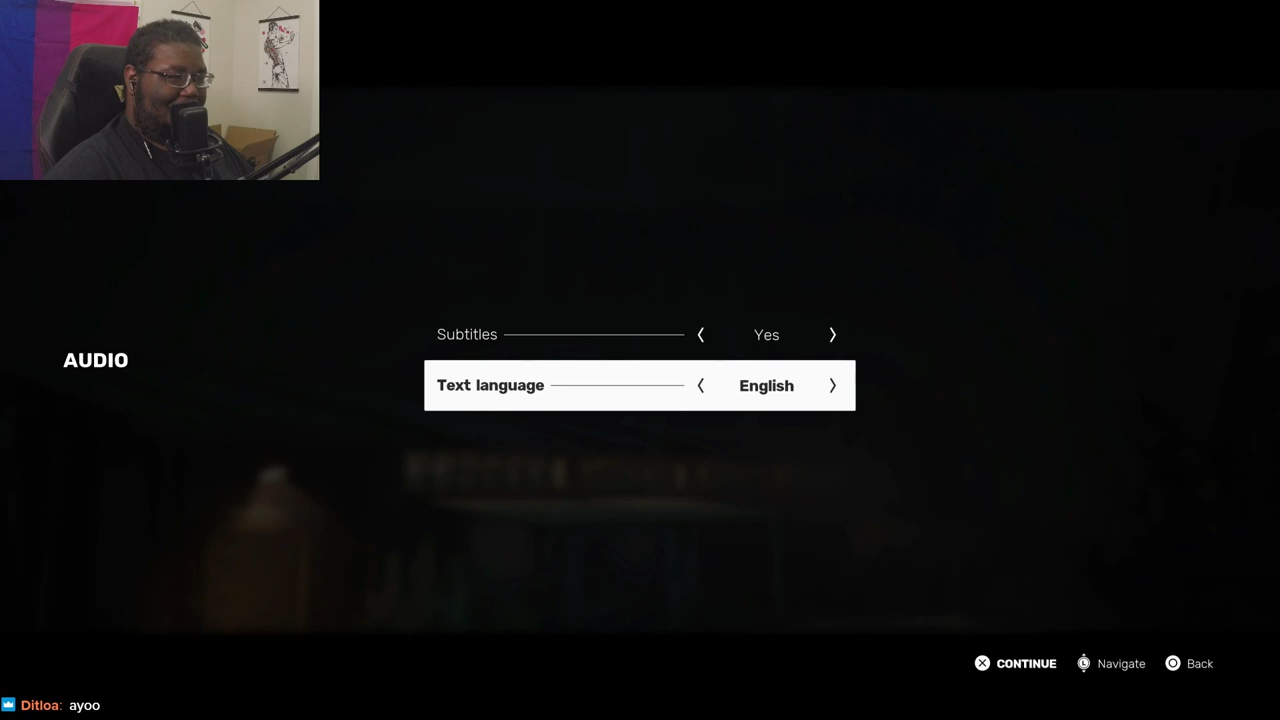 Subtitles < Yes >
AUDIO
Text language < English >
CONTINUE Navigate Back
Ditloa: ayoo